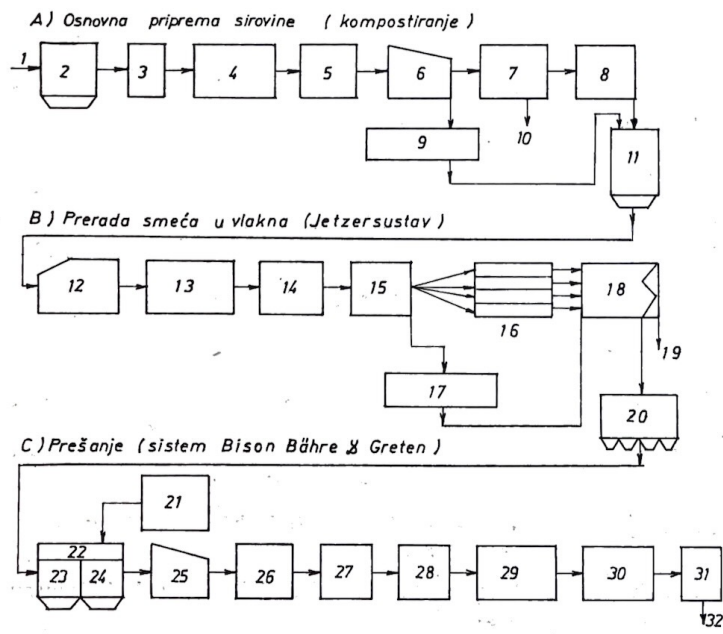 A) Osnovna priprema sirovine (kompostiranje)
1 2 3 4 5 6 7 8
9 10 11
B) Prerada smeća u vlakna (Jetzersustav)
12 13 14 15 16 18
17 19
20
C) Prešanje (sistem Bison Bähre & Greten)
21
22
23 24 25 26 27 28 29 30 31
32